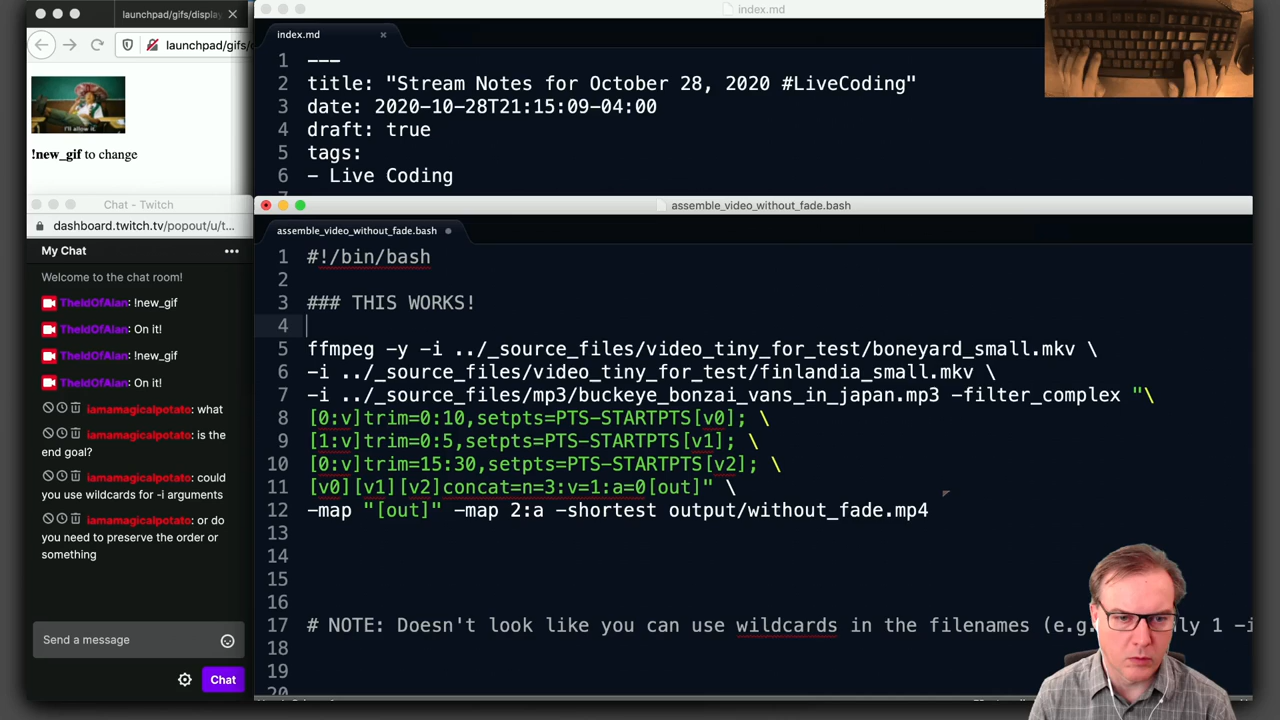 launchpad/gifs/display
launchpad/gifs/
I'll allow it.
!new_gif to change
Chat - Twitch
dashboard.twitch.tv/popout/u/t...
My Chat
Welcome to the chat room!
TheIdOfAlan: !new_gif
TheIdOfAlan: On it!
TheIdOfAlan: !new_gif
TheIdOfAlan: On it!
iamamagicalpotato: what
iamamagicalpotato: is the
end goal?
iamamagicalpotato: could
you use wildcards for -i arguments
iamamagicalpotato: or do
you need to preserve the order or
something
Send a message
Chat
index.md
index.md
1 ---
2 title: "Stream Notes for October 28, 2020 #LiveCoding"
3 date: 2020-10-28T21:15:09-04:00
4 draft: true
5 tags:
6 - Live Coding
assemble_video_without_fade.bash
assemble_video_without_fade.bash
1 #!/bin/bash
2
3 ### THIS WORKS!
4
5 ffmpeg -y -i ../_source_files/video_tiny_for_test/boneyard_small.mkv \
6 -i ../_source_files/video_tiny_for_test/finlandia_small.mkv \
7 -i ../_source_files/mp3/buckeye_bonzai_vans_in_japan.mp3 -filter_complex "\
8 [0:v]trim=0:10,setpts=PTS-STARTPTS[v0]; \
9 [1:v]trim=0:5,setpts=PTS-STARTPTS[v1]; \
10 [0:v]trim=15:30,setpts=PTS-STARTPTS[v2]; \
11 [v0][v1][v2]concat=n=3:v=1:a=0[out]" \
12 -map "[out]" -map 2:a -shortest output/without_fade.mp4
13
14
15
16
17 # NOTE: Doesn't look like you can use wildcards in the filenames (e.g. 1 -i
18
19
20